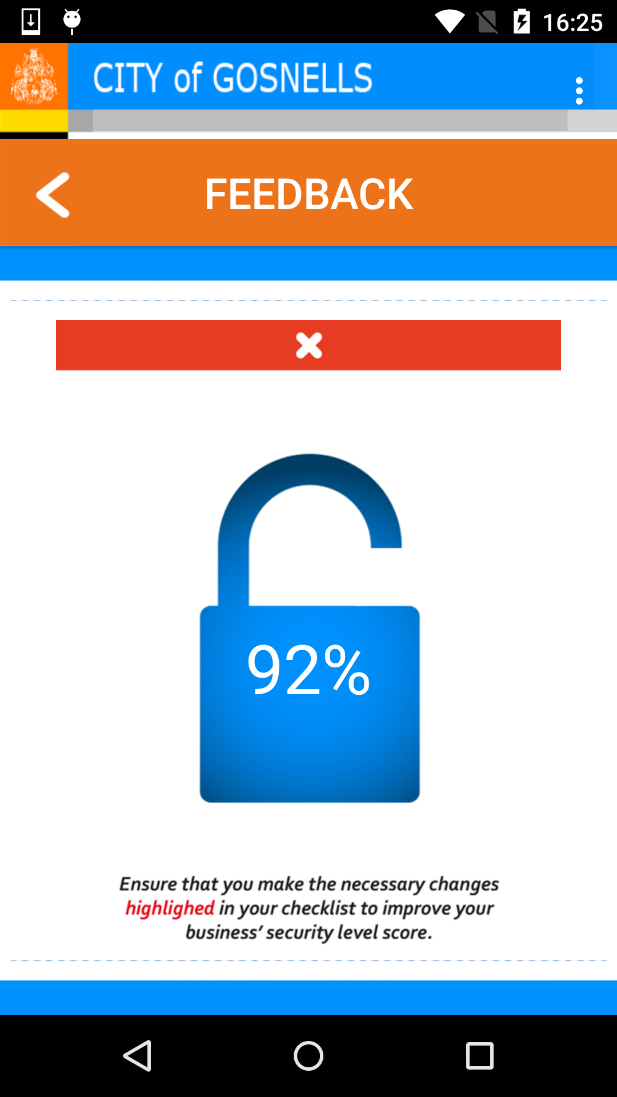 16:25
CITY of GOSNELLS
FEEDBACK
92%
Ensure that you make the necessary changes
highlighed in your checklist to improve your
business' security level score.